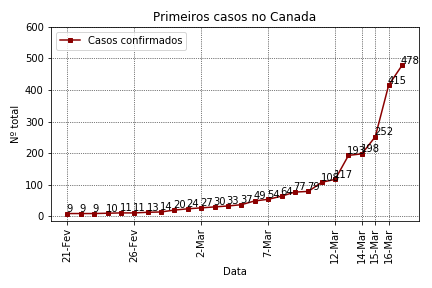 Primeiros casos no Canada
Casos confirmados
Nº total
600
500
400
300
200
100
0
9 9 9 10 11 11 13 14 20 24 27 30 33 37 49 54 64 77 79 108 117 193 198 252 415 478
21-Fev 26-Fev 2-Mar 7-Mar 12-Mar 14-Mar 15-Mar 16-Mar
Data